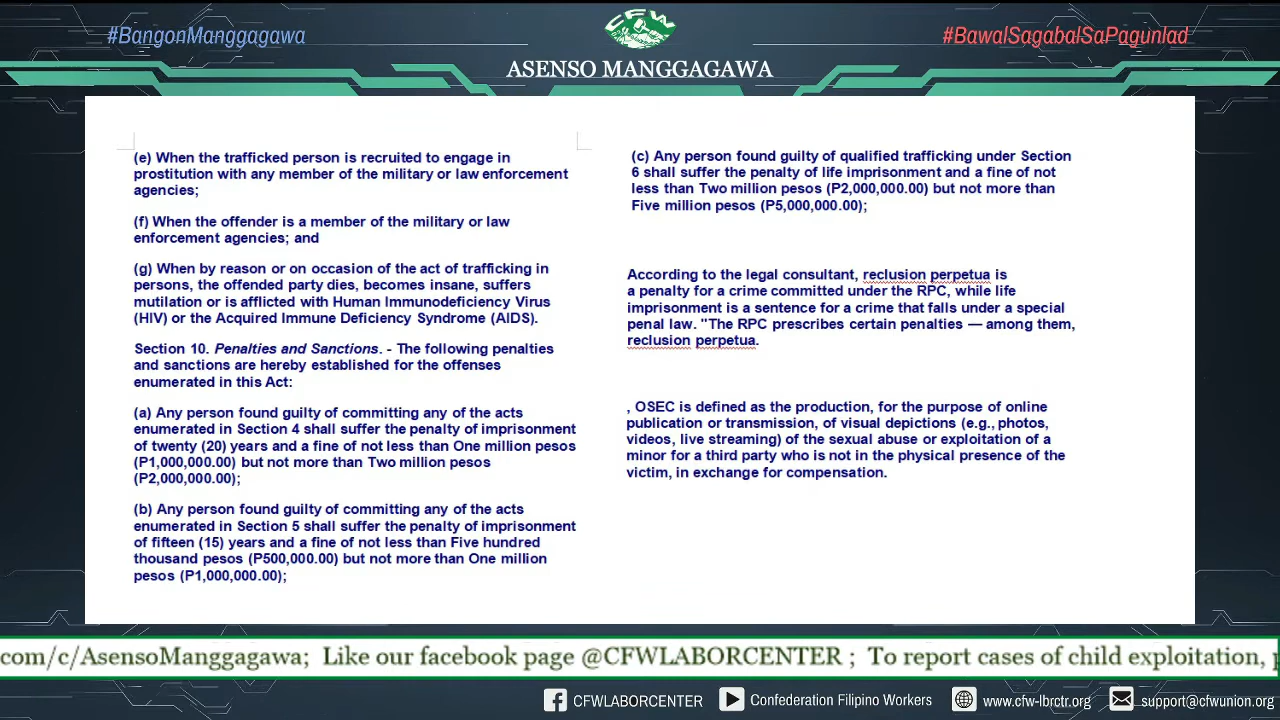 #BangonManggagawa
CFW
#BawalSagabalSaPagunlad
ASENSO MANGGAGAWA
(e) When the trafficked person is recruited to engage in
prostitution with any member of the military or law enforcement
agencies;
(f) When the offender is a member of the military or law
enforcement agencies; and
(g) When by reason or on occasion of the act of trafficking in
persons, the offended party dies, becomes insane, suffers
mutilation or is afflicted with Human Immunodeficiency Virus
(HIV) or the Acquired Immune Deficiency Syndrome (AIDS).
Section 10. Penalties and Sanctions. - The following penalties
and sanctions are hereby established for the offenses
enumerated in this Act:
(a) Any person found guilty of committing any of the acts
enumerated in Section 4 shall suffer the penalty of imprisonment
of twenty (20) years and a fine of not less than One million pesos
(P1,000,000.00) but not more than Two million pesos
(P2,000,000.00);
(b) Any person found guilty of committing any of the acts
enumerated in Section 5 shall suffer the penalty of imprisonment
of fifteen (15) years and a fine of not less than Five hundred
thousand pesos (P500,000.00) but not more than One million
pesos (P1,000,000.00);
(c) Any person found guilty of qualified trafficking under Section
6 shall suffer the penalty of life imprisonment and a fine of not
less than Two million pesos (P2,000,000.00) but not more than
Five million pesos (P5,000,000.00);
According to the legal consultant, reclusion perpetua is
a penalty for a crime committed under the RPC, while life
imprisonment is a sentence for a crime that falls under a special
penal law. "The RPC prescribes certain penalties — among them,
reclusion perpetua.
, OSEC is defined as the production, for the purpose of online
publication or transmission, of visual depictions (e.g., photos,
videos, live streaming) of the sexual abuse or exploitation of a
minor for a third party who is not in the physical presence of the
victim, in exchange for compensation.
com/c/AsensoManggagawa; Like our facebook page @CFWLABORCENTER ; To report cases of child exploitation,
CFWLABORCENTER
Confederation Filipino Workers
www.cfw-lbrctr.org
support@cfwunion.org